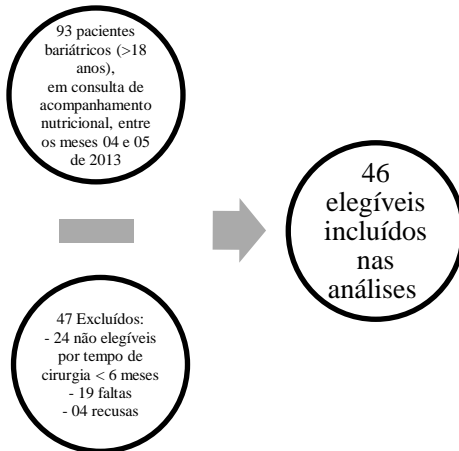 93 pacientes
bariátricos (>18
anos),
em consulta de
acompanhamento
nutricional, entre
os meses 04 e 05
de 2013
47 Excluídos:
- 24 não elegíveis
por tempo de
cirurgia < 6 meses
- 19 faltas
- 04 recusas
46
elegíveis
incluídos
nas
análises